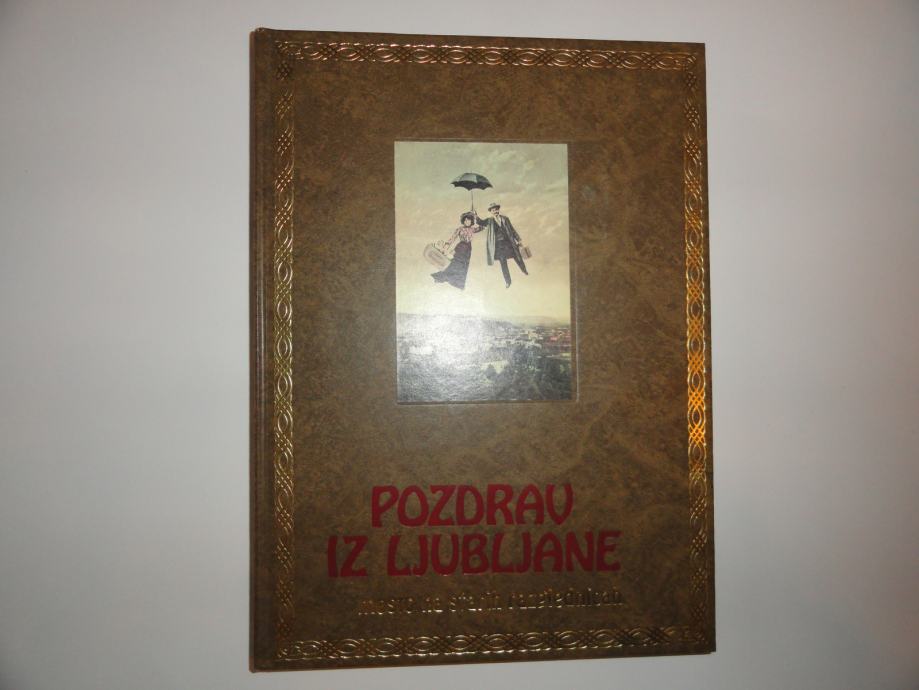 POZDRAV
IZ LJUBLJANE
mesto na starih razglednicah